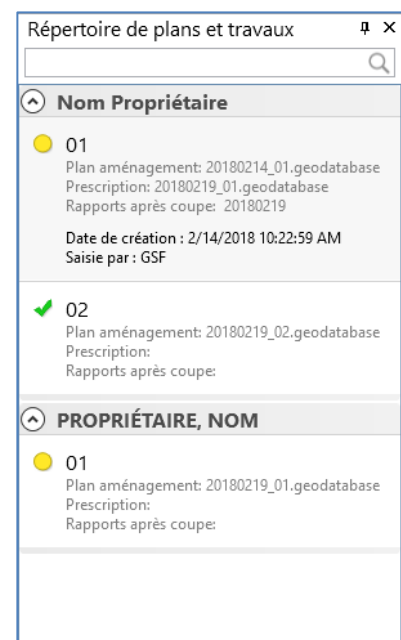 Répertoire de plans et travaux
Nom Propriétaire
01
Plan aménagement: 20180214_01.geodatabase
Prescription: 20180219_01.geodatabase
Rapports après coupe: 20180219
Date de création : 2/14/2018 10:22:59 AM
Saisie par : GSF
02
Plan aménagement: 20180219_02.geodatabase
Prescription:
Rapports après coupe:
PROPRIÉTAIRE, NOM
01
Plan aménagement: 20180219_01.geodatabase
Prescription:
Rapports après coupe: